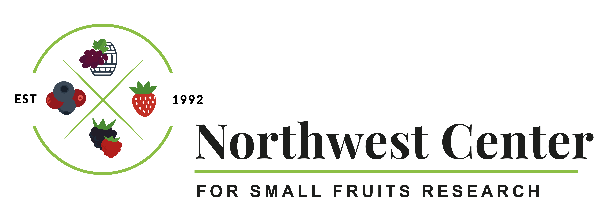 EST 1992
Northwest Center
FOR SMALL FRUITS RESEARCH